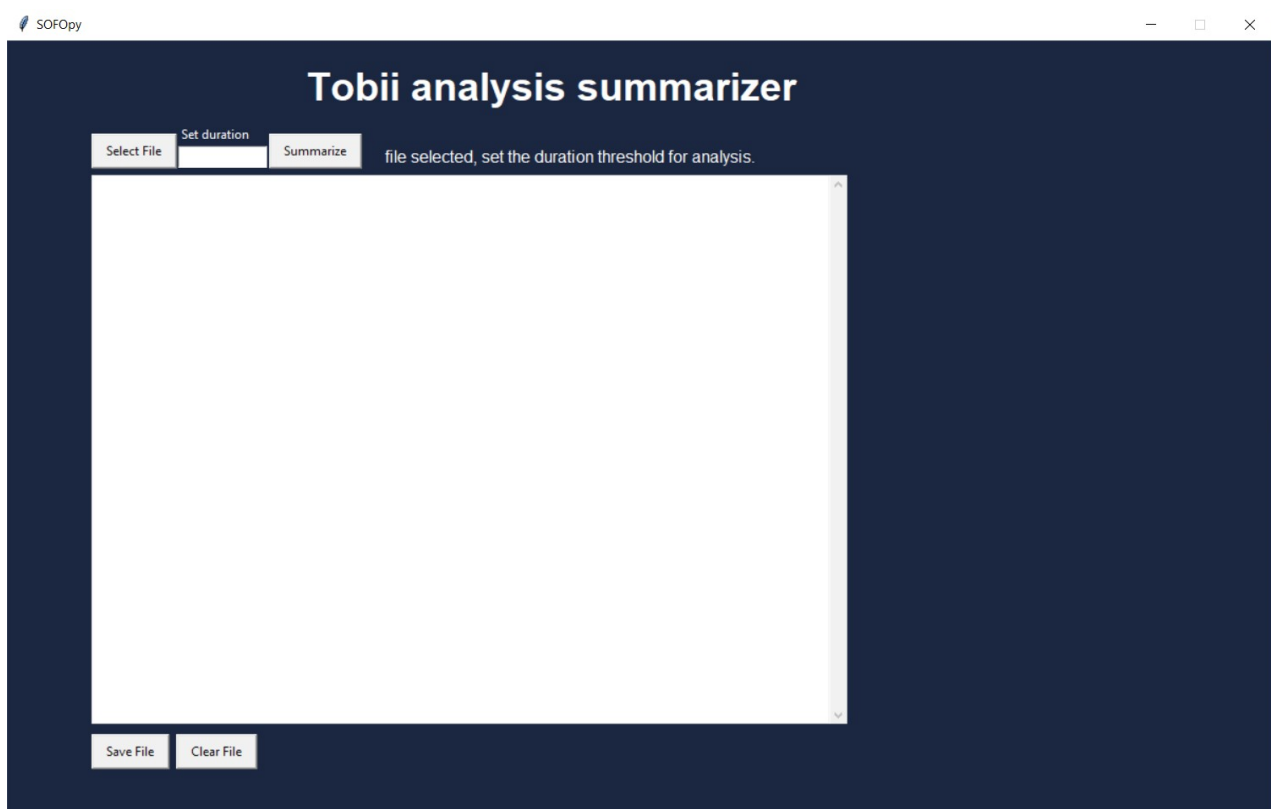 SOFOpy
Tobii analysis summarizer
Set duration
Select File
Summarize
file selected, set the duration threshold for analysis.
Save File
Clear File